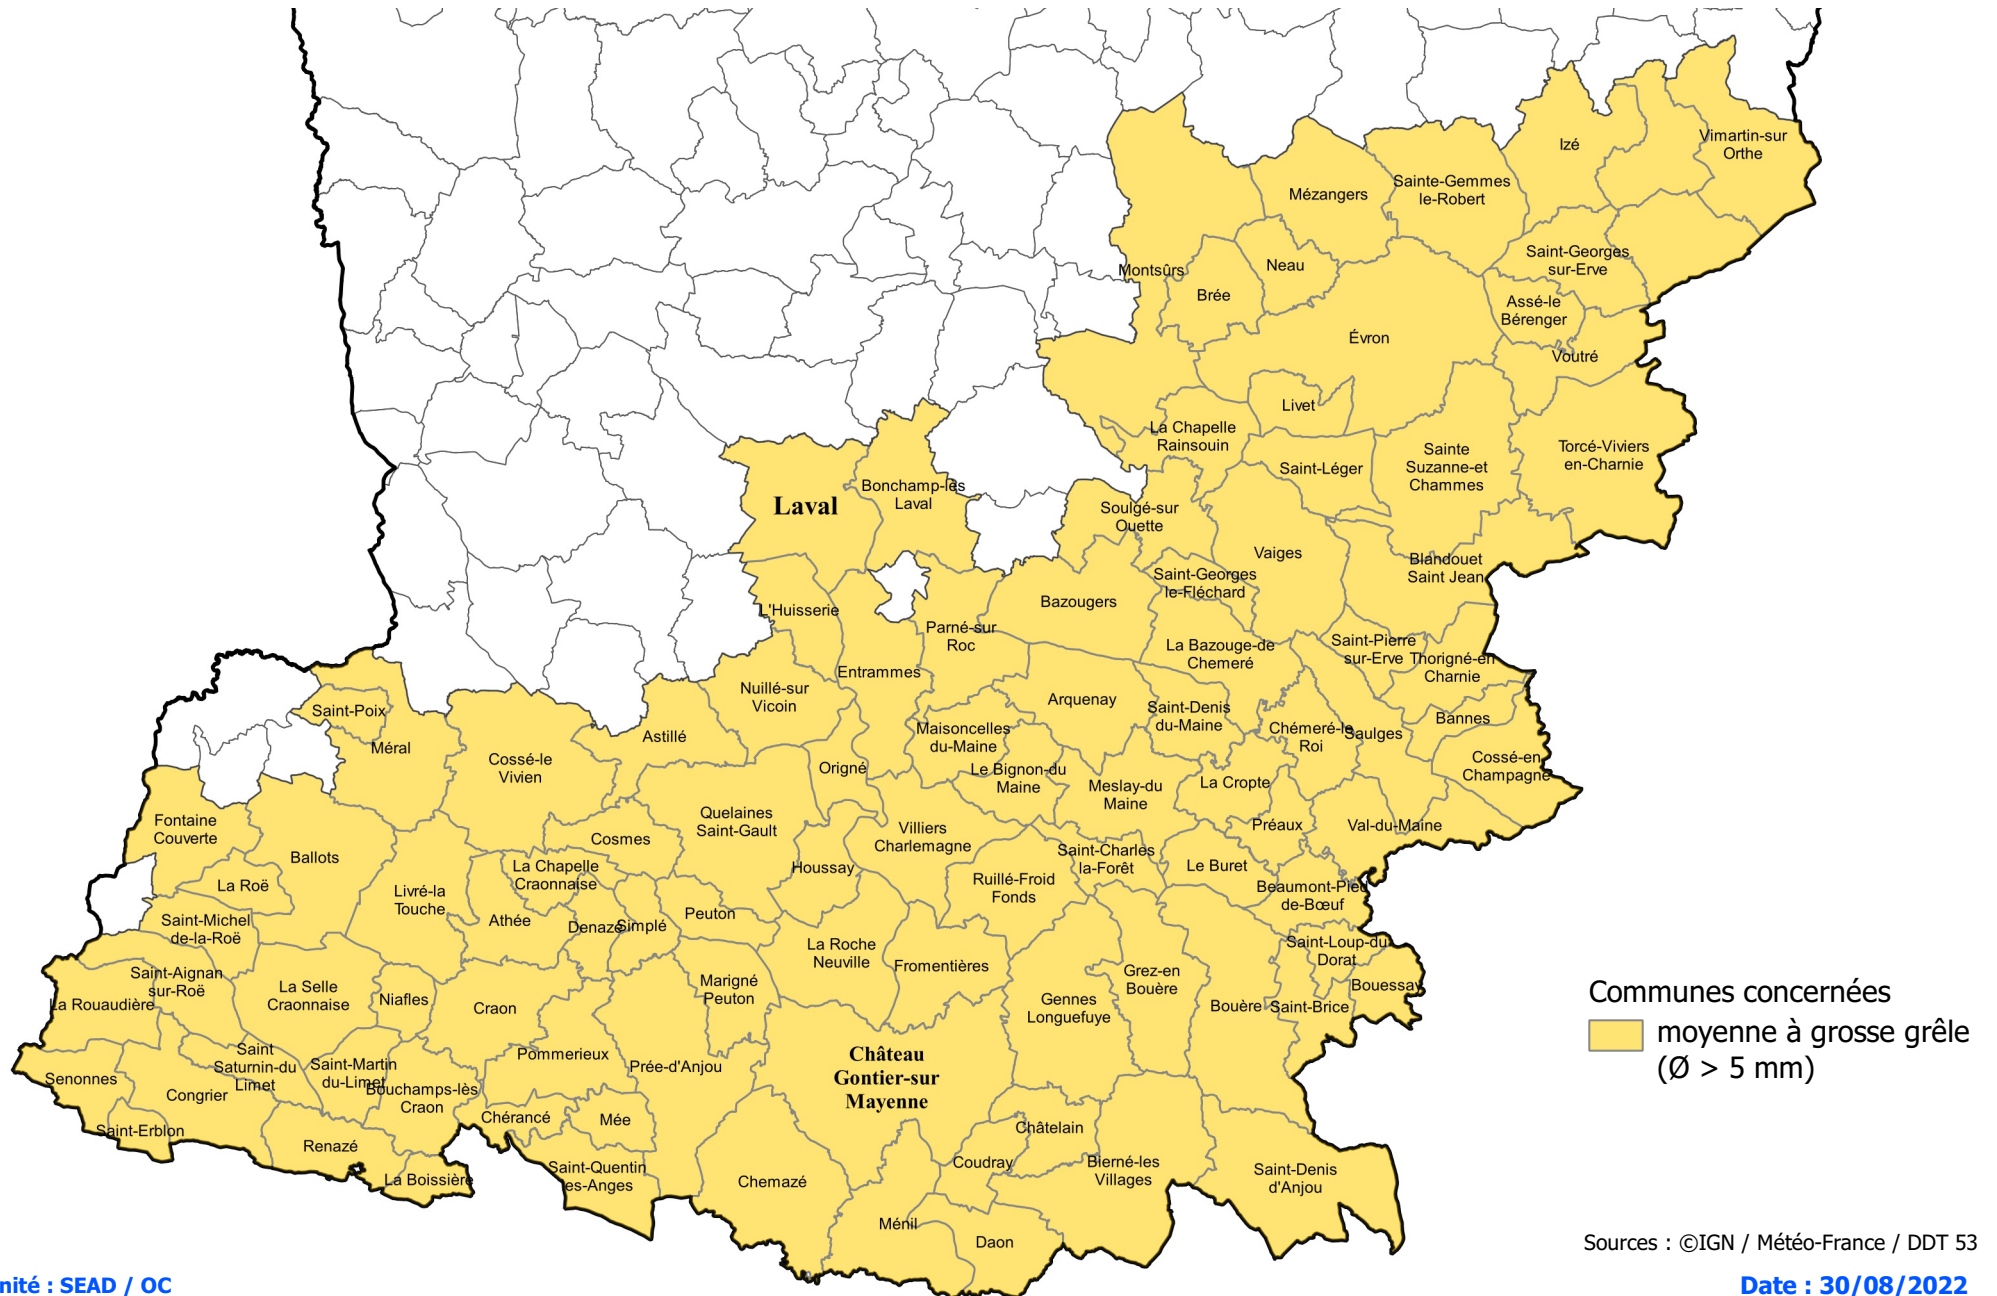 Vimartin-sur
Orthe
Izé
Mézangers
Sainte-Gemmes
le-Robert
Saint-Georges
sur-Erve
Montsûrs
Neau
Brée
Assé-le
Bérenger
Évron
Voutré
Livet
La Chapelle
Rainsouin
Saint-Léger
Sainte
Suzanne-et
Chammes
Torcé-Viviers
en-Charnie
Laval
Bonchamp-lès
Laval
Soulgé-sur
Ouette
Vaiges
Blandouet
Saint Jean
Saint-Georges
le-Fléchard
Bazougers
L'Huisserie
Parné-sur
Roc
Entrammes
La Bazouge-de
Chemeré
Saint-Pierre
sur-Erve
Thorigné-en
Charnie
Nuillé-sur
Vicoin
Arquenay
Saint-Denis
du-Maine
Saint-Poix
Méral
Astillé
Maisoncelles
du-Maine
Chémeré-le
Roi
Saulges
Bannes
Cossé-en
Champagne
Cossé-le
Vivien
Origné
Le Bignon-du
Maine
Meslay-du
Maine
La Cropte
Fontaine
Couverte
Ballots
Cosmes
Quelaines
Saint-Gault
Villiers
Charlemagne
Préaux
Val-du-Maine
La Roë
Livré-la
Touche
La Chapelle
Craonnaise
Houssay
Ruillé-Froid
Fonds
Saint-Charles
la-Forêt
Le Buret
Beaumont-Pied
de-Bœuf
Saint-Michel
de-la-Roë
Athée
Denazé
Simplé
Peuton
La Roche
Neuville
Fromentières
Saint-Loup-du
Dorat
Bouessay
Saint-Aignan
sur-Roë
La Rouaudière
La Selle
Craonnaise
Niafles
Craon
Marigné
Peuton
Gennes
Longuefuye
Grez-en
Bouère
Bouère
Saint-Brice
Communes concernées
moyenne à grosse grêle
(Ø > 5 mm)
Senonnes
Congrier
Saint
Saturnin-du
Limet
Saint-Martin
du-Limet
Bouchamps-lès
Craon
Pommerieux
Prée-d'Anjou
Château
Gontier-sur
Mayenne
Saint-Erblon
Renazé
La Boissière
Chérancé
Mée
Saint-Quentin
les-Anges
Chemazé
Châtelain
Coudray
Bierné-les
Villages
Saint-Denis
d'Anjou
Ménil
Daon
Sources : ©IGN / Météo-France / DDT 53
nité : SEAD / OC
Date : 30/08/2022